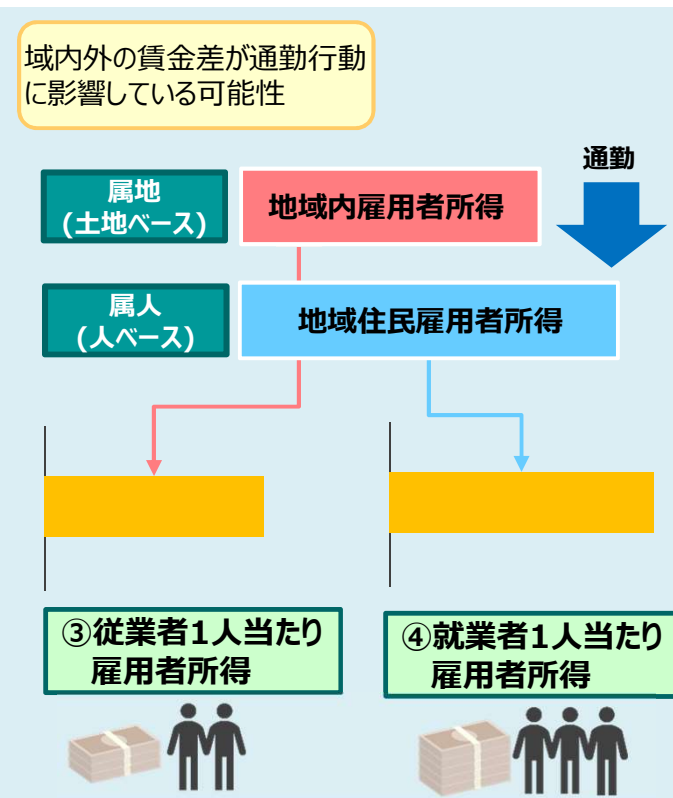 域内外の賃金差が通勤行動
に影響している可能性
通勤
属地
(土地ベース)
地域内雇用者所得
属人
(人ベース)
地域住民雇用者所得
③従業者1人当たり
雇用者所得
④就業者1人当たり
雇用者所得